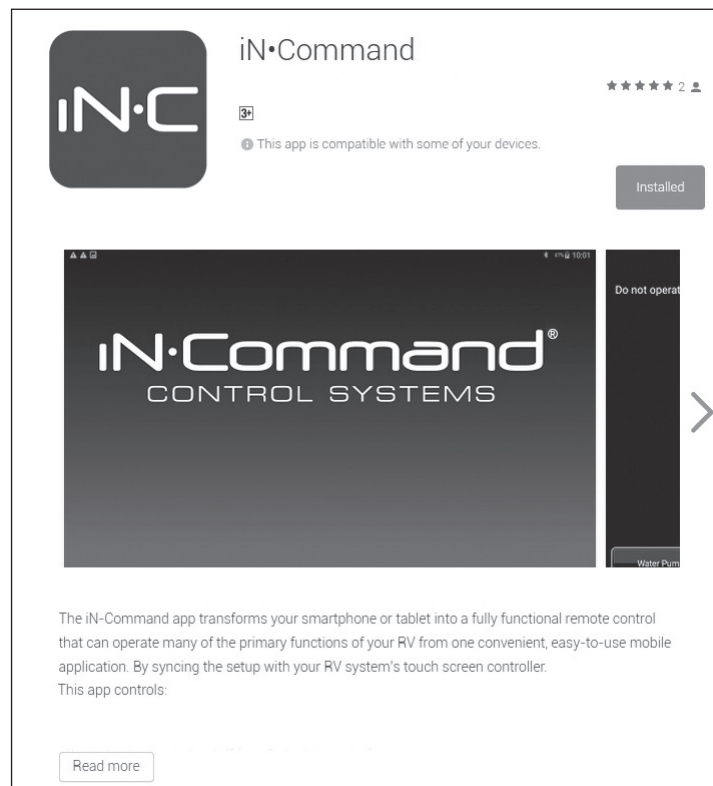 iN•Command
iN·C
★★★★★ 2
3+
This app is compatible with some of your devices.
Installed
10:01
Do not operat
iN·Command®
CONTROL SYSTEMS
Water Pum
The iN-Command app transforms your smartphone or tablet into a fully functional remote control
that can operate many of the primary functions of your RV from one convenient, easy-to-use mobile
application. By syncing the setup with your RV system's touch screen controller.
This app controls:
Read more